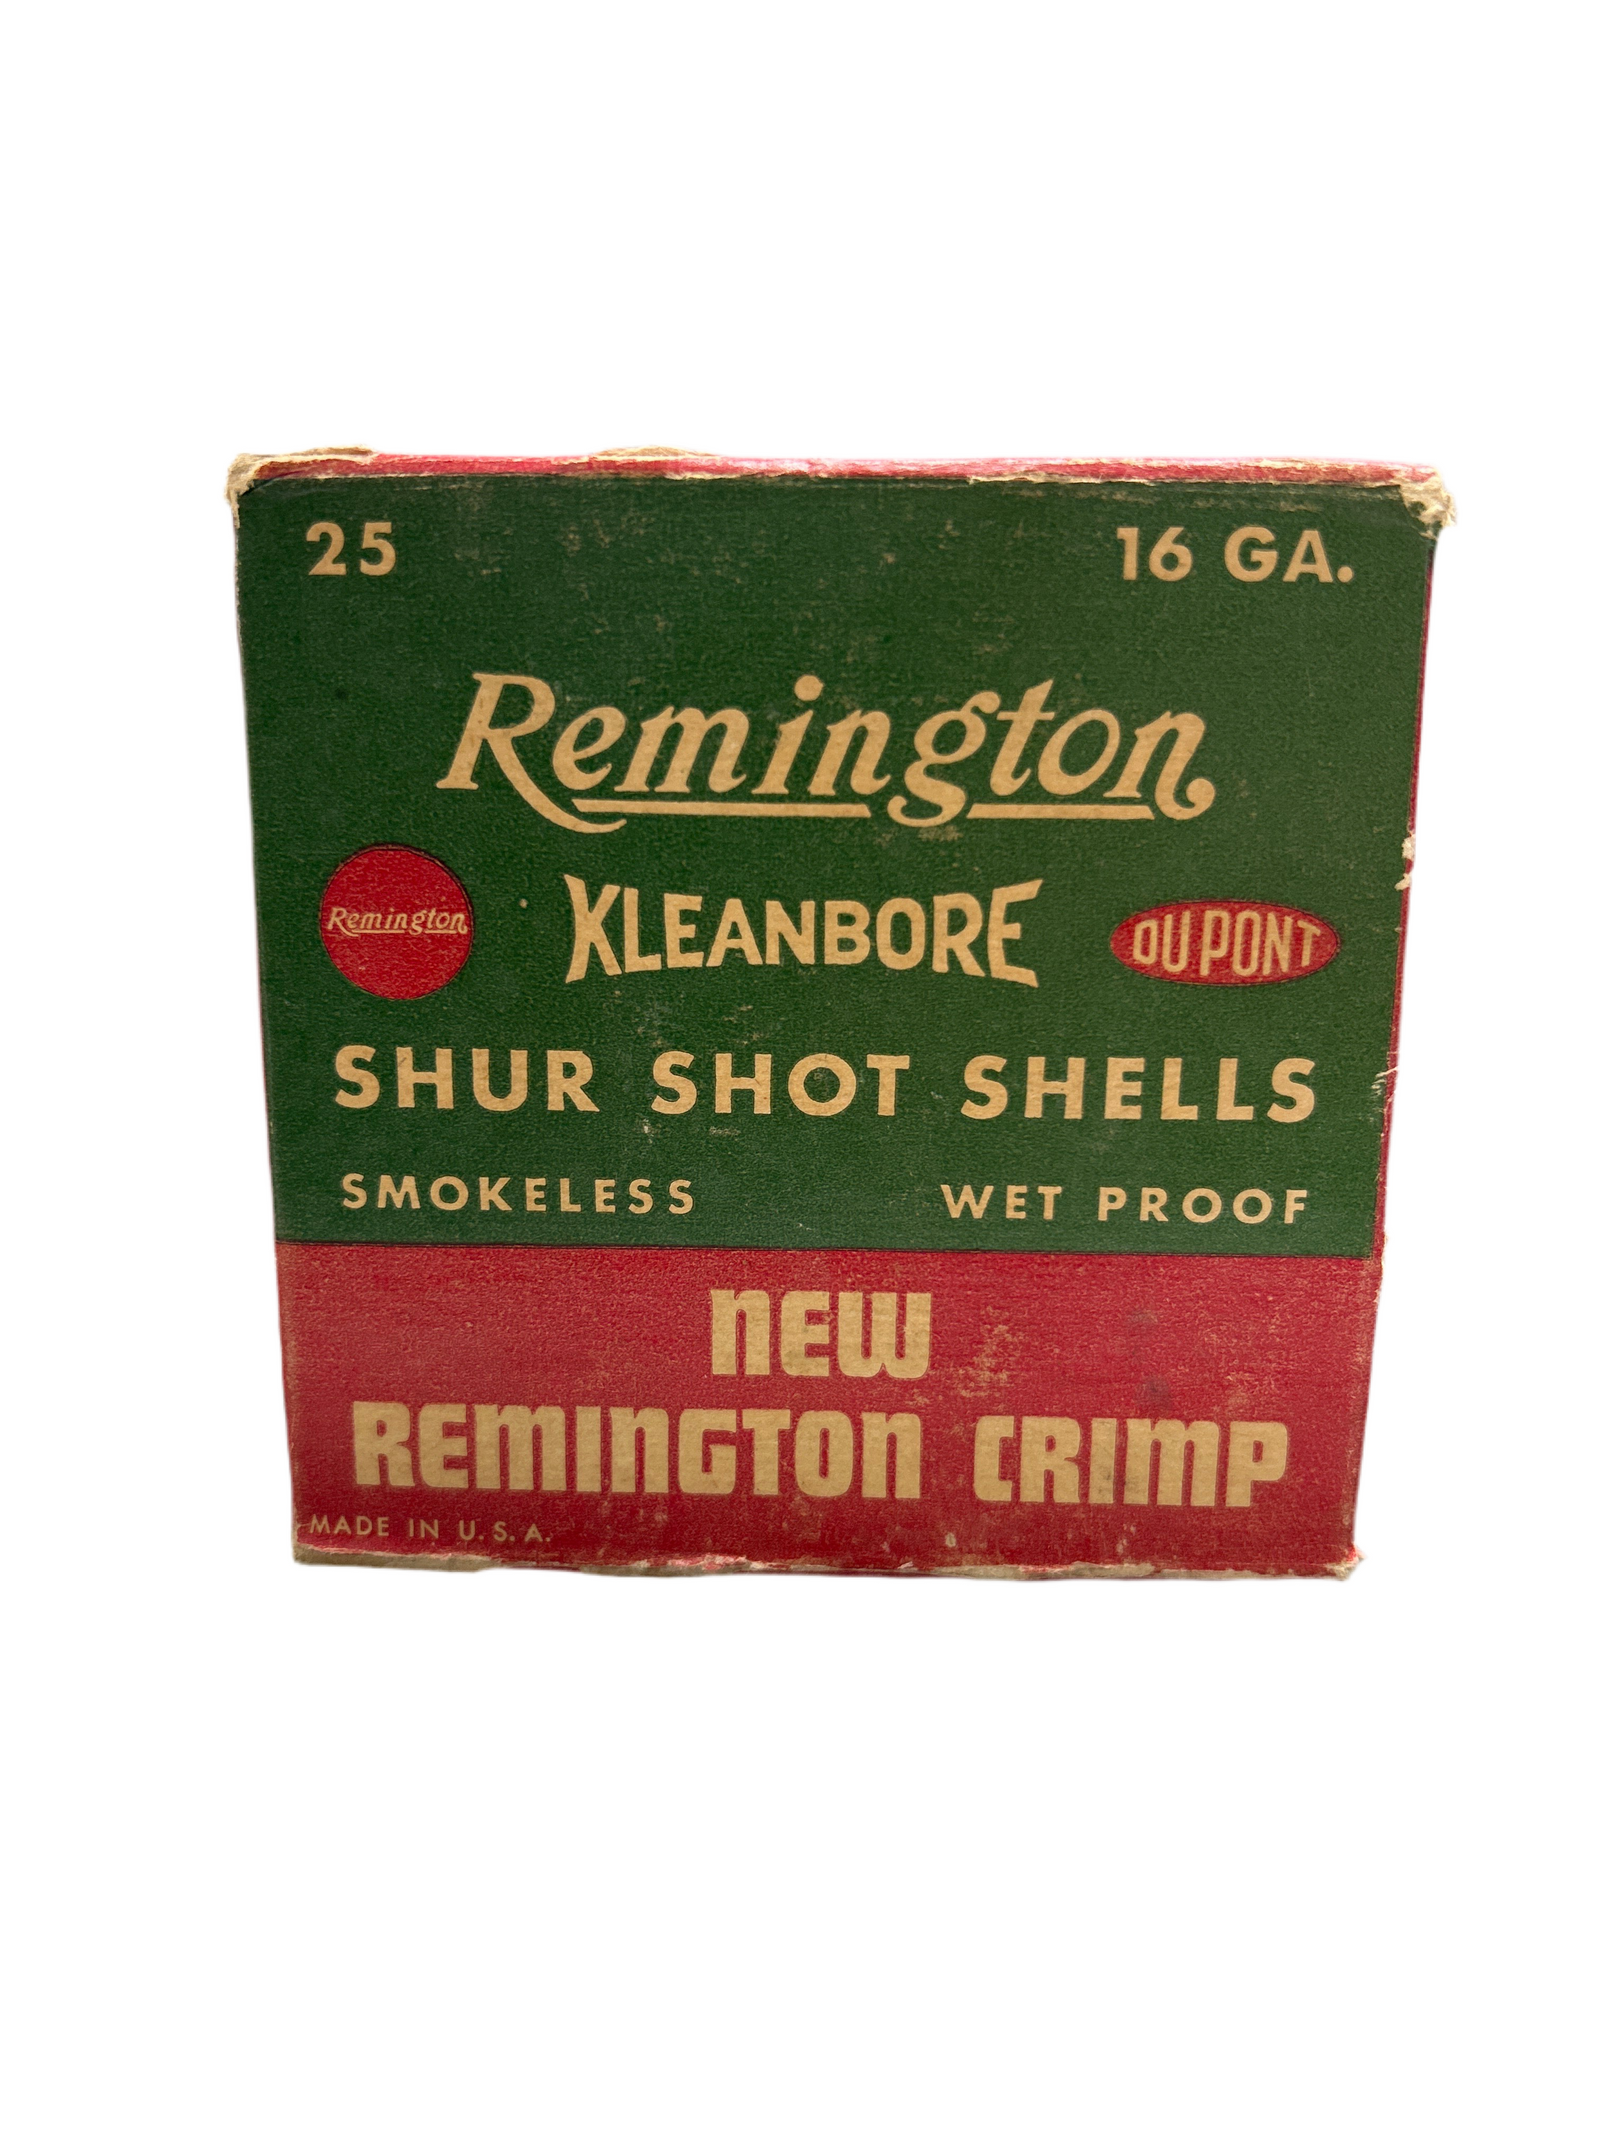 25 16 GA.
Remington
Remington KLEANBORE DU PONT
SHUR SHOT SHELLS
SMOKELESS WET PROOF
NEW
REMINGTON CRIMP
MADE IN U.S.A.